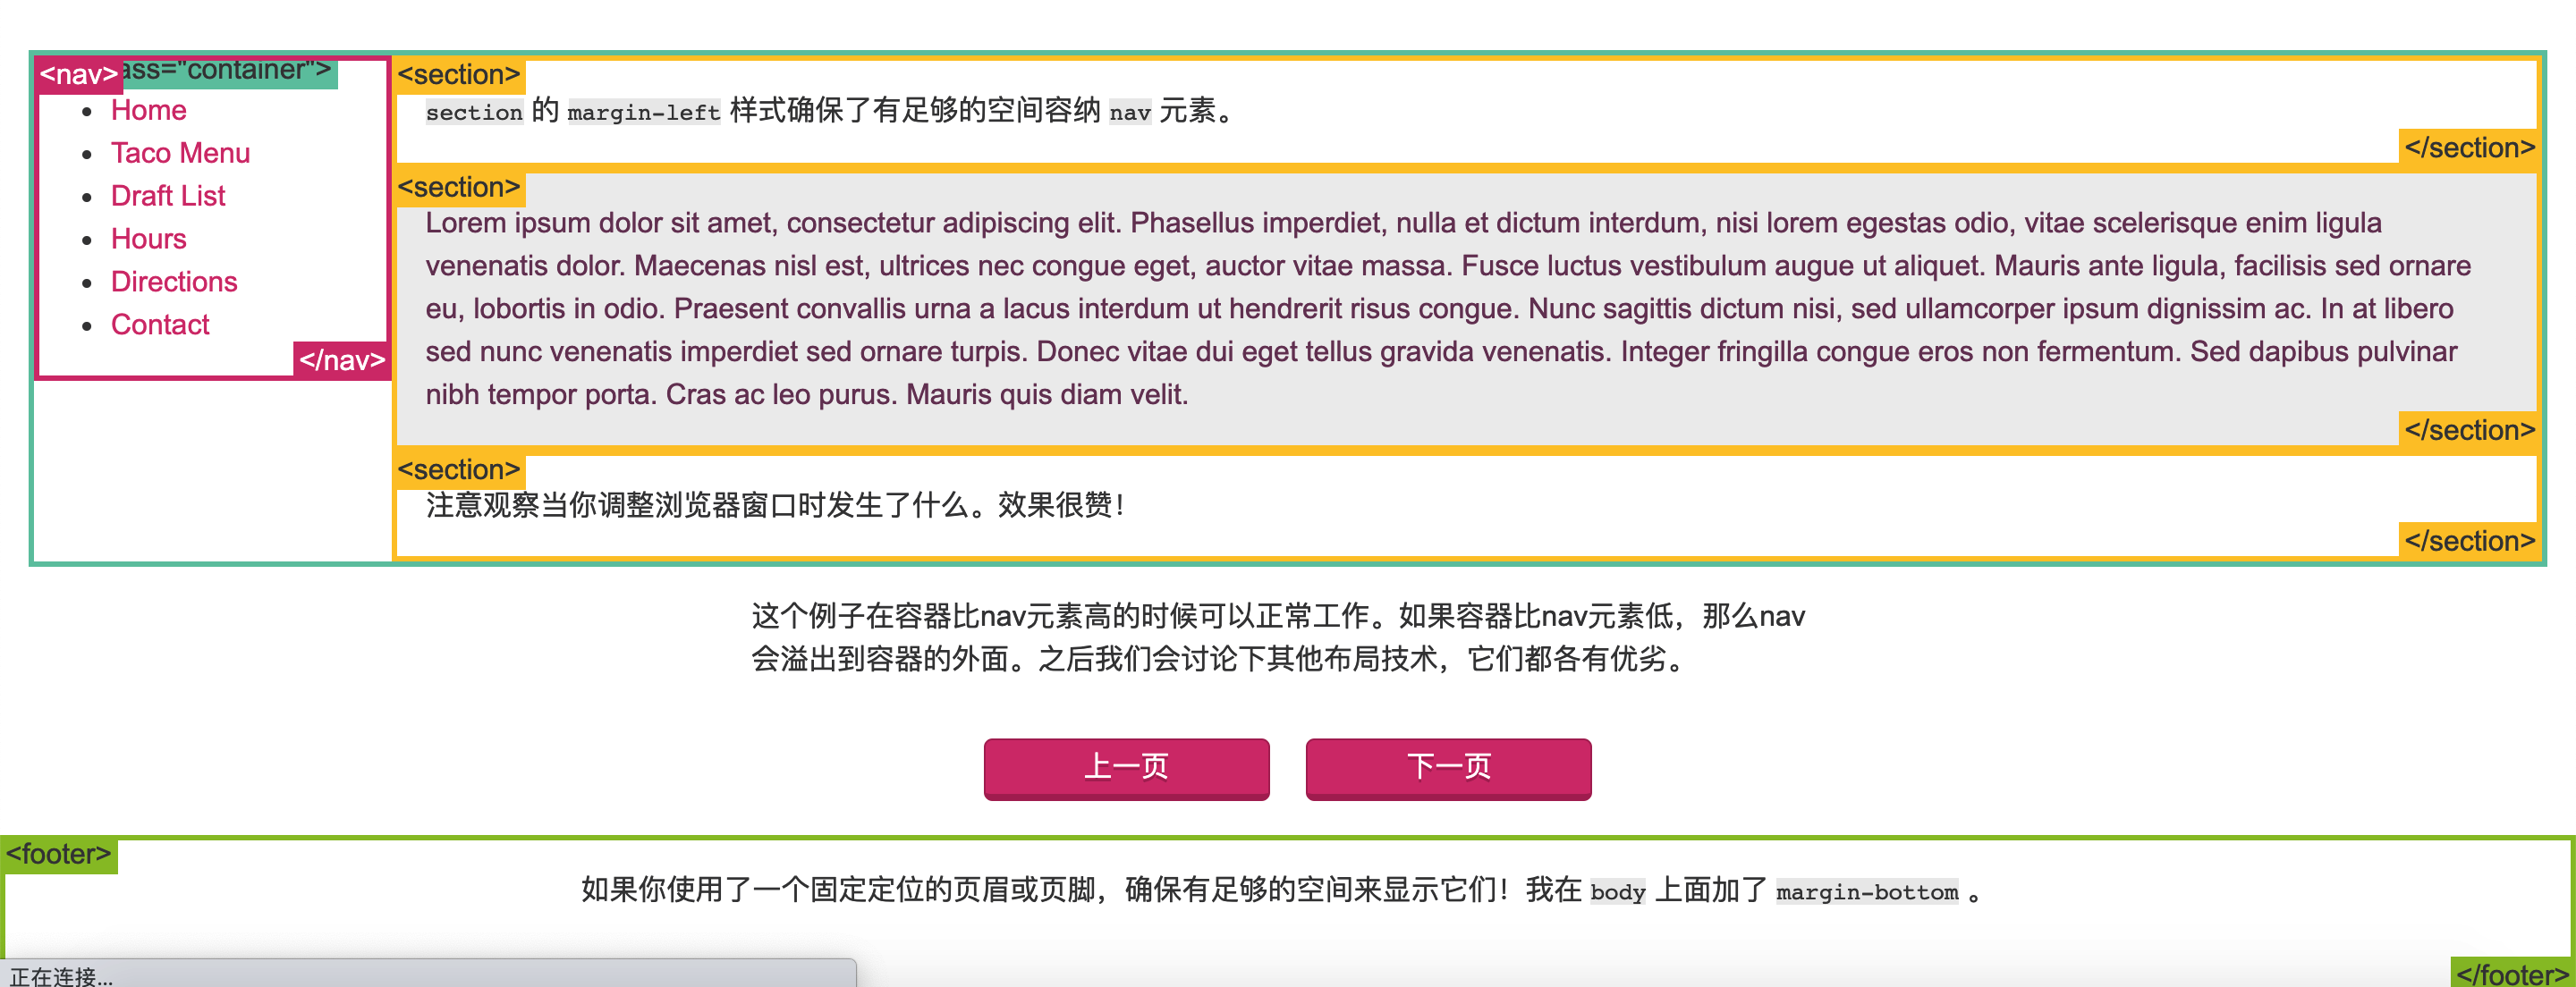 <nav>ass="container">
Home
Taco Menu
Draft List
Hours
Directions
Contact
</nav>
<section>
section 的 margin-left 样式确保了有足够的空间容纳 nav 元素。
</section>
<section>
Lorem ipsum dolor sit amet, consectetur adipiscing elit. Phasellus imperdiet, nulla et dictum interdum, nisi lorem egestas odio, vitae scelerisque enim ligula
venenatis dolor. Maecenas nisl est, ultrices nec congue eget, auctor vitae massa. Fusce luctus vestibulum augue ut aliquet. Mauris ante ligula, facilisis sed ornare
eu, lobortis in odio. Praesent convallis urna a lacus interdum ut hendrerit risus congue. Nunc sagittis dictum nisi, sed ullamcorper ipsum dignissim ac. In at libero
sed nunc venenatis imperdiet sed ornare turpis. Donec vitae dui eget tellus gravida venenatis. Integer fringilla congue eros non fermentum. Sed dapibus pulvinar
nibh tempor porta. Cras ac leo purus. Mauris quis diam velit.
</section>
<section>
注意观察当你调整浏览器窗口时发生了什么。效果很赞！
</section>
这个例子在容器比nav元素高的时候可以正常工作。如果容器比nav元素低，那么nav
会溢出到容器的外面。之后我们会讨论下其他布局技术，它们都各有优劣。
上一页
下一页
<footer>
如果你使用了一个固定定位的页眉或页脚，确保有足够的空间来显示它们！我在 body 上面加了 margin-bottom 。
</footer>
正在连接...